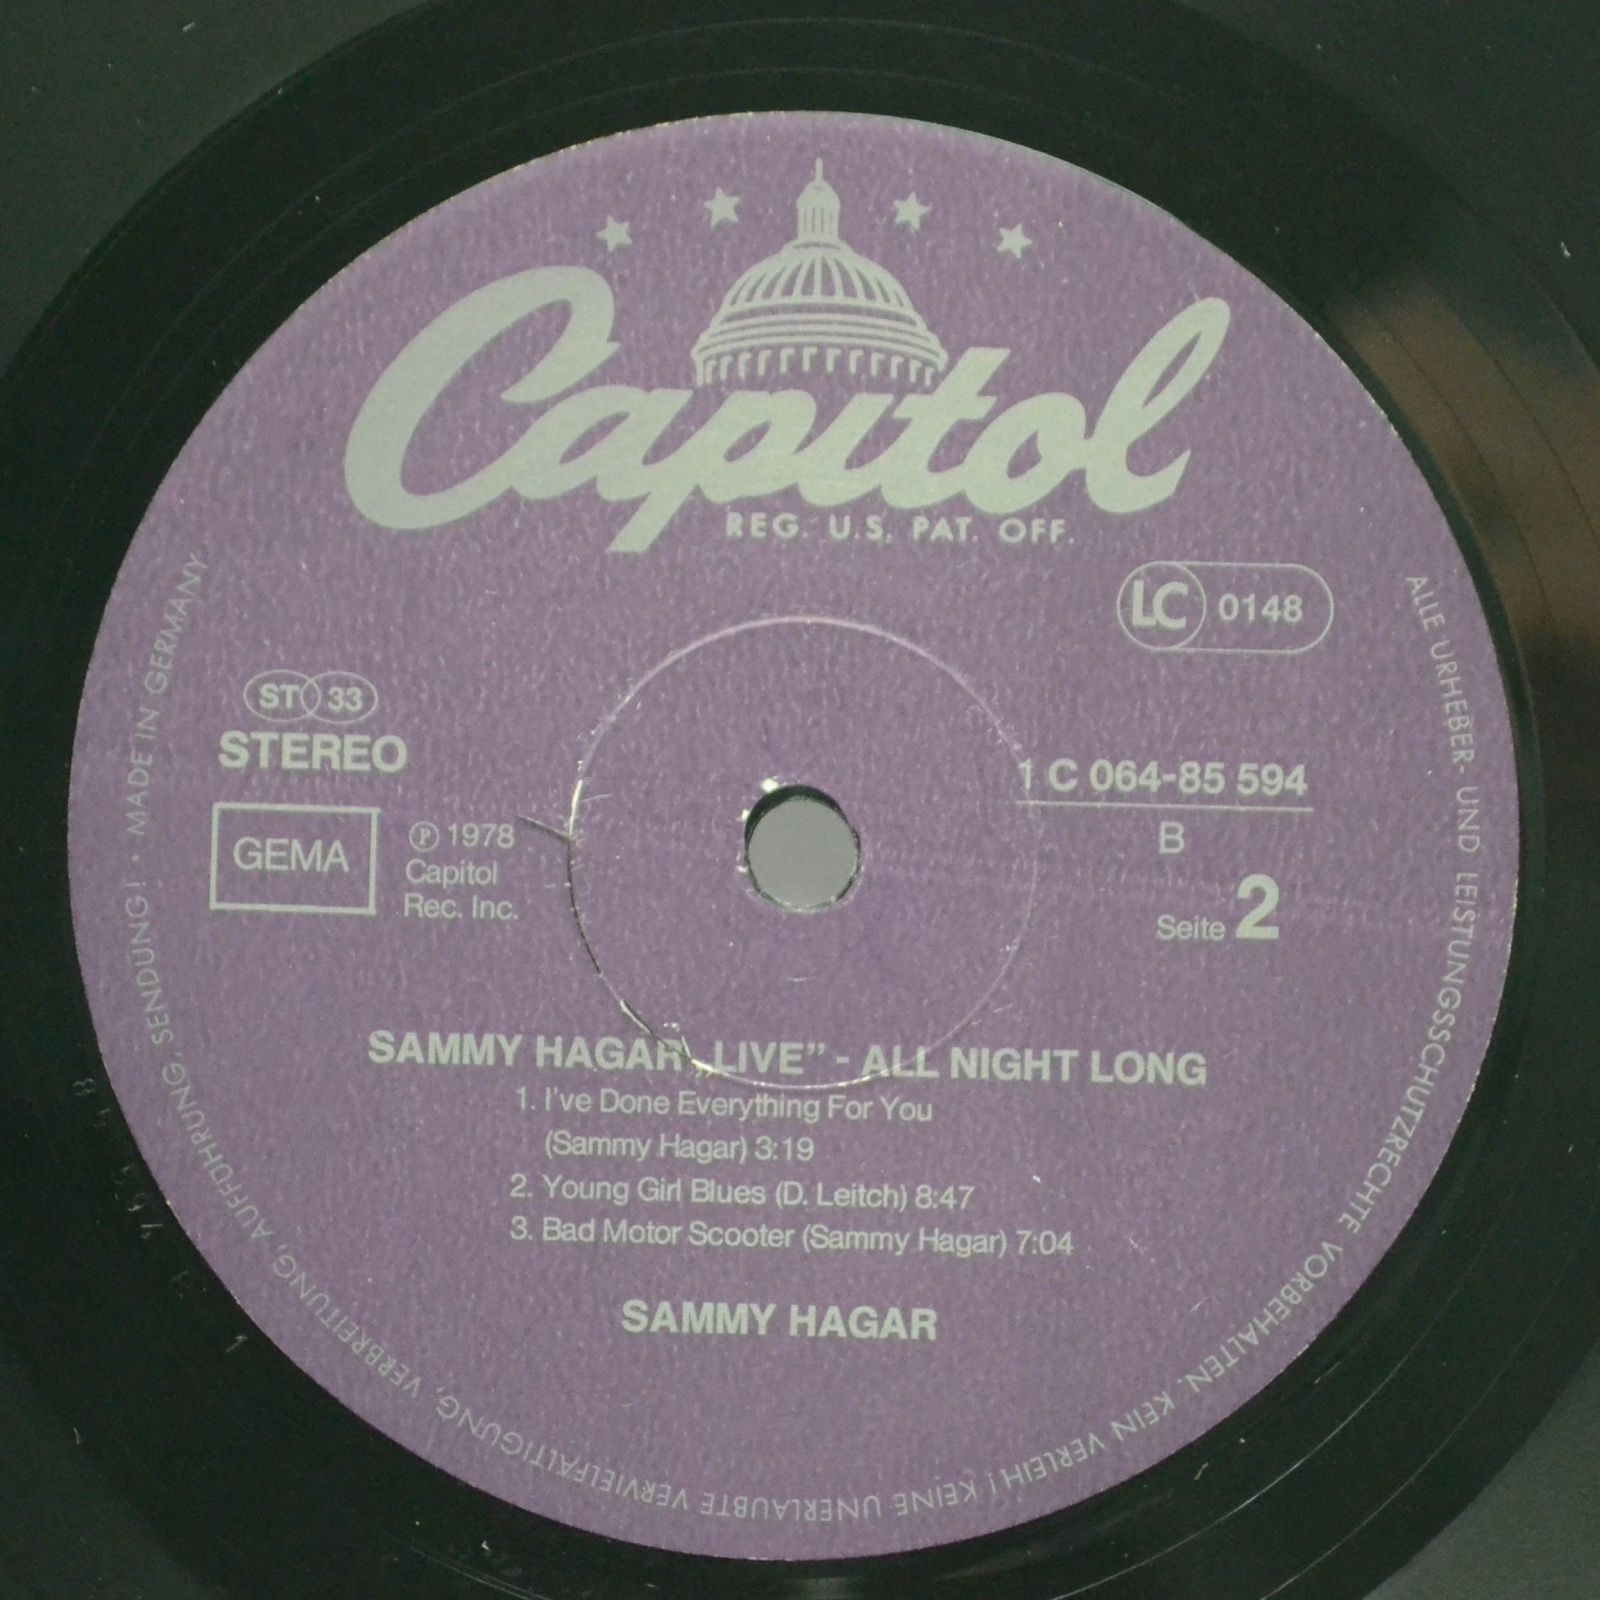 Capitol
REG. U.S. PAT. OFF.
LC 0148
ST 33
STEREO
GEMA
℗ 1978
Capitol
Rec. Inc.
1 C 064-85 594
B
Seite 2
SAMMY HAGAR „LIVE” - ALL NIGHT LONG
1. I've Done Everything For You
(Sammy Hagar) 3:19
2. Young Girl Blues (D. Leitch) 8:47
3. Bad Motor Scooter (Sammy Hagar) 7:04
SAMMY HAGAR
ALLE URHEBER- UND LEISTUNGSSCHUTZRECHTE VORBEHALTEN. KEIN VERLEIH! KEINE UNERLAUBTE VERVIELFÄLTIGUNG, VERBREITUNG, AUFFÜHRUNG, SENDUNG! · MADE IN GERMANY